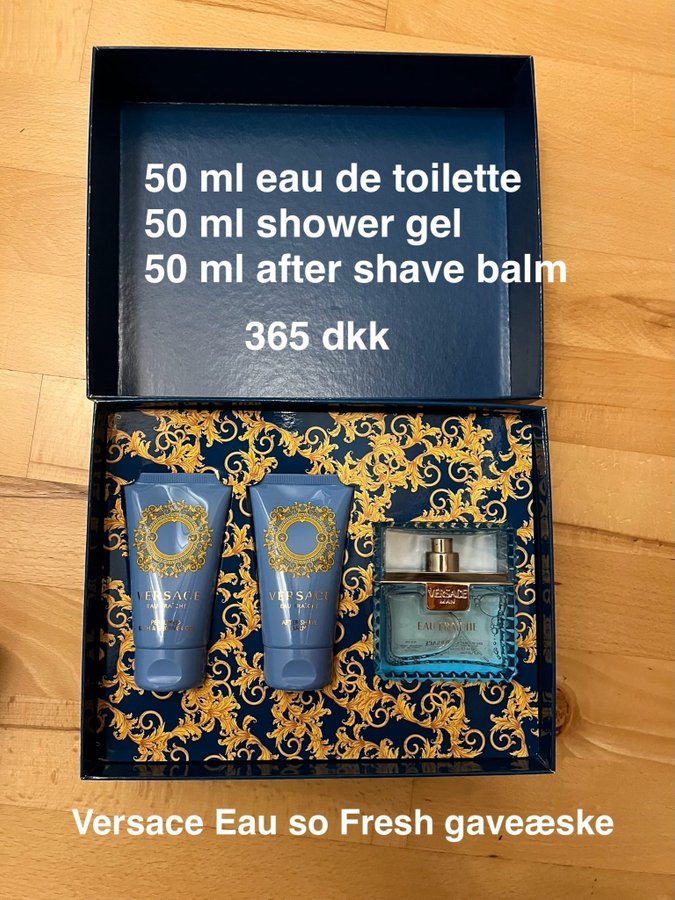 50 ml eau de toilette
50 ml shower gel
50 ml after shave balm
365 dkk
VERSACE
EAU FRAÎCHE
VERSACE
EAU FRAÎCHE
AFTER SHAVE
VERSACE
MAN
EAU FRAÎCHE
Versace Eau so Fresh gaveæske